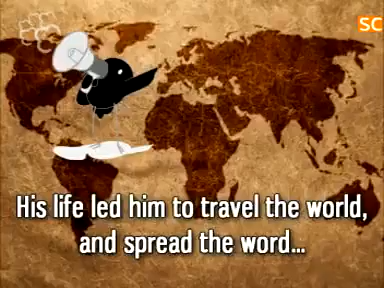 SC
His life led him to travel the world,
and spread the word...